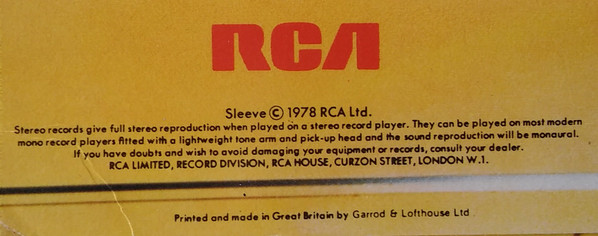 RCA
Sleeve © 1978 RCA Ltd.
Stereo records give full stereo reproduction when played on a stereo record player. They can be played on most modern
mono record players fitted with a lightweight tone arm and pick-up head and the sound reproduction will be monaural.
If you have doubts and wish to avoid damaging your equipment or records, consult your dealer.
RCA LIMITED, RECORD DIVISION, RCA HOUSE, CURZON STREET, LONDON W.1.
Printed and made in Great Britain by Garrod & Lofthouse Ltd